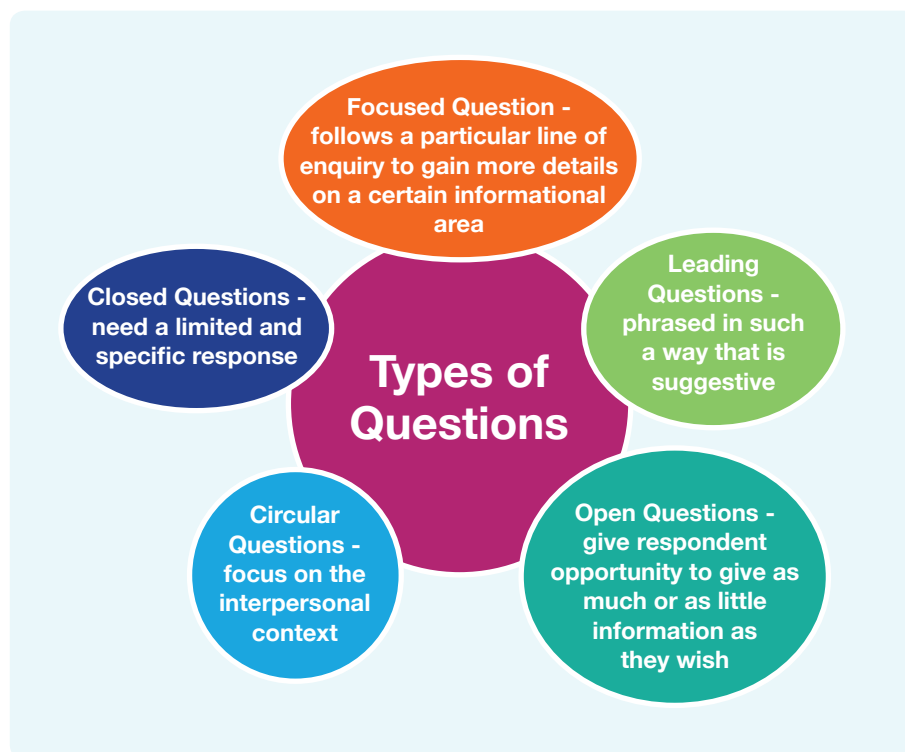 Focused Question -
follows a particular line of
enquiry to gain more details
on a certain informational
area
Closed Questions -
need a limited and
specific response
Leading
Questions -
phrased in such
a way that is
suggestive
Types of
Questions
Circular
Questions -
focus on the
interpersonal
context
Open Questions -
give respondent
opportunity to give as
much or as little
information as
they wish